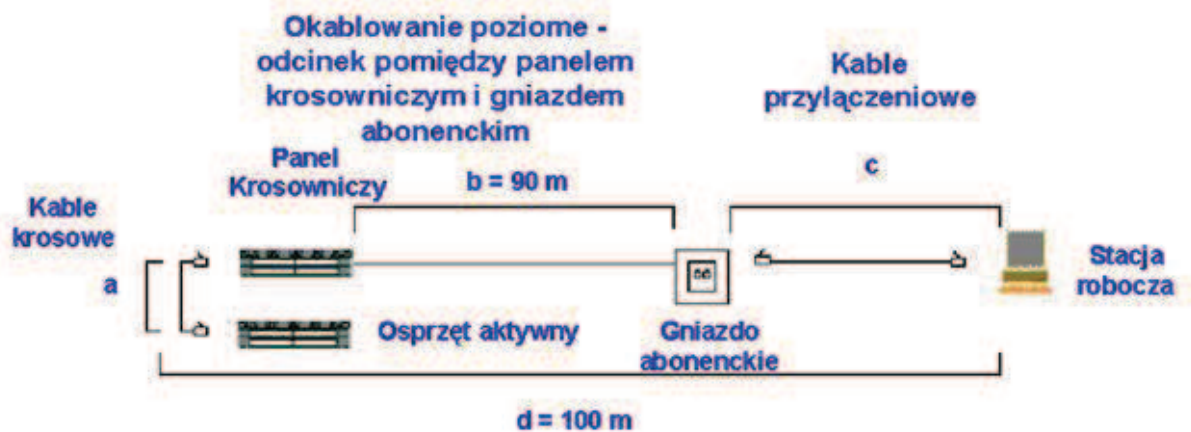 Okablowanie poziome -
odcinek pomiędzy panelem
krosowniczym i gniazdem
abonenckim
Kable
przyłączeniowe
Panel
Krosowniczy
b = 90 m
c
Kable
krosowe
a
Stacja
robocza
Osprzęt aktywny
Gniazdo
abonenckie
d = 100 m